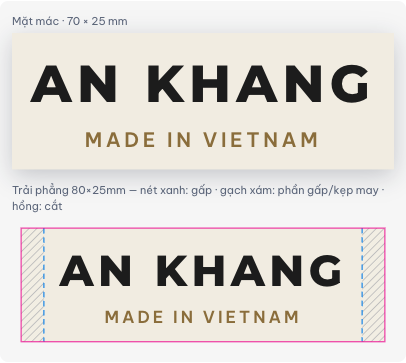 Mặt mác · 70 × 25 mm
AN KHANG
MADE IN VIETNAM
Trải phẳng 80×25mm — nét xanh: gấp · gạch xám: phần gấp/kẹp may ·
hồng: cắt
AN KHANG
MADE IN VIETNAM